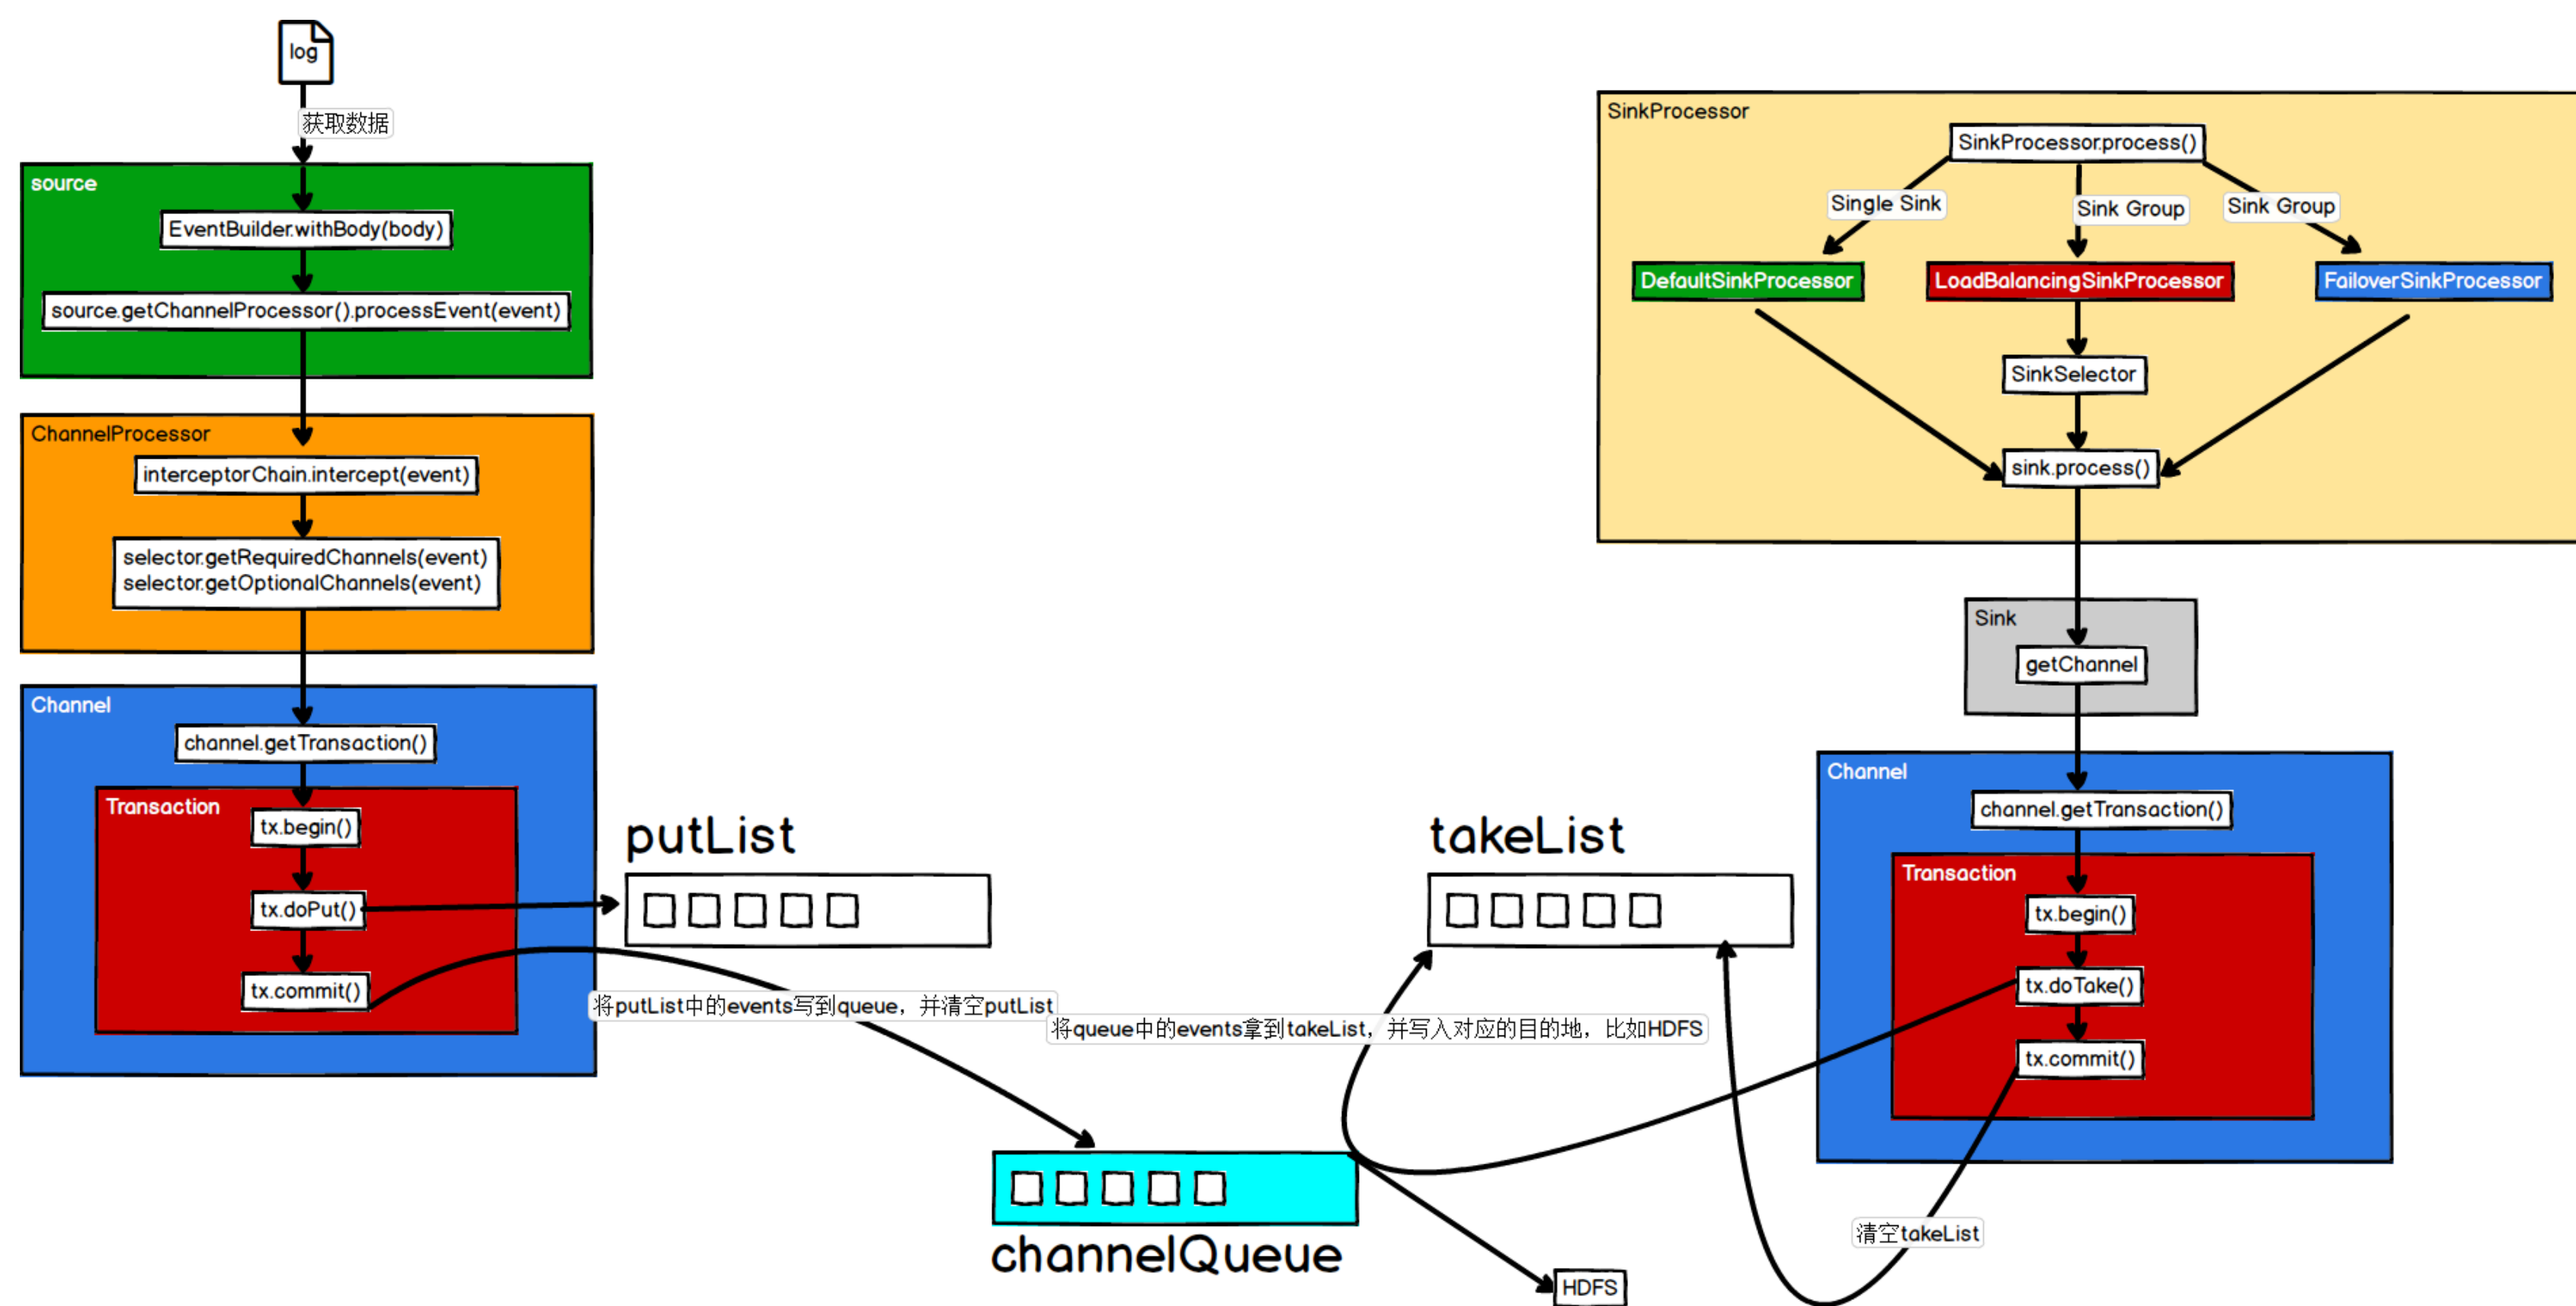 log
获取数据
source
EventBuilder.withBody(body)
source.getChannelProcessor().processEvent(event)
ChannelProcessor
interceptorChain.intercept(event)
selector.getRequiredChannels(event)
selector.getOptionalChannels(event)
Channel
channel.getTransaction()
Transaction
tx.begin()
tx.doPut()
tx.commit()
putList
将putList中的events写到queue，并清空putList
channelQueue
takeList
将queue中的events拿到takeList，并写入对应的目的地，比如HDFS
HDFS
SinkProcessor
SinkProcessor.process()
Single Sink
Sink Group
Sink Group
DefaultSinkProcessor
LoadBalancingSinkProcessor
FailoverSinkProcessor
SinkSelector
sink.process()
Sink
getChannel
Channel
channel.getTransaction()
Transaction
tx.begin()
tx.doTake()
tx.commit()
清空takeList